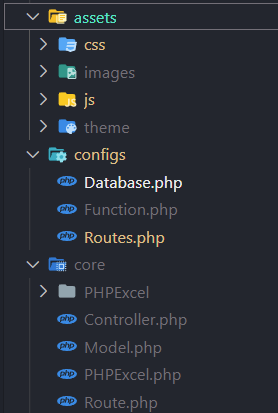 assets
css
images
js
theme
configs
php Database.php
php Function.php
php Routes.php
core
PHPExcel
php Controller.php
php Model.php
php PHPExcel.php
php Route.php